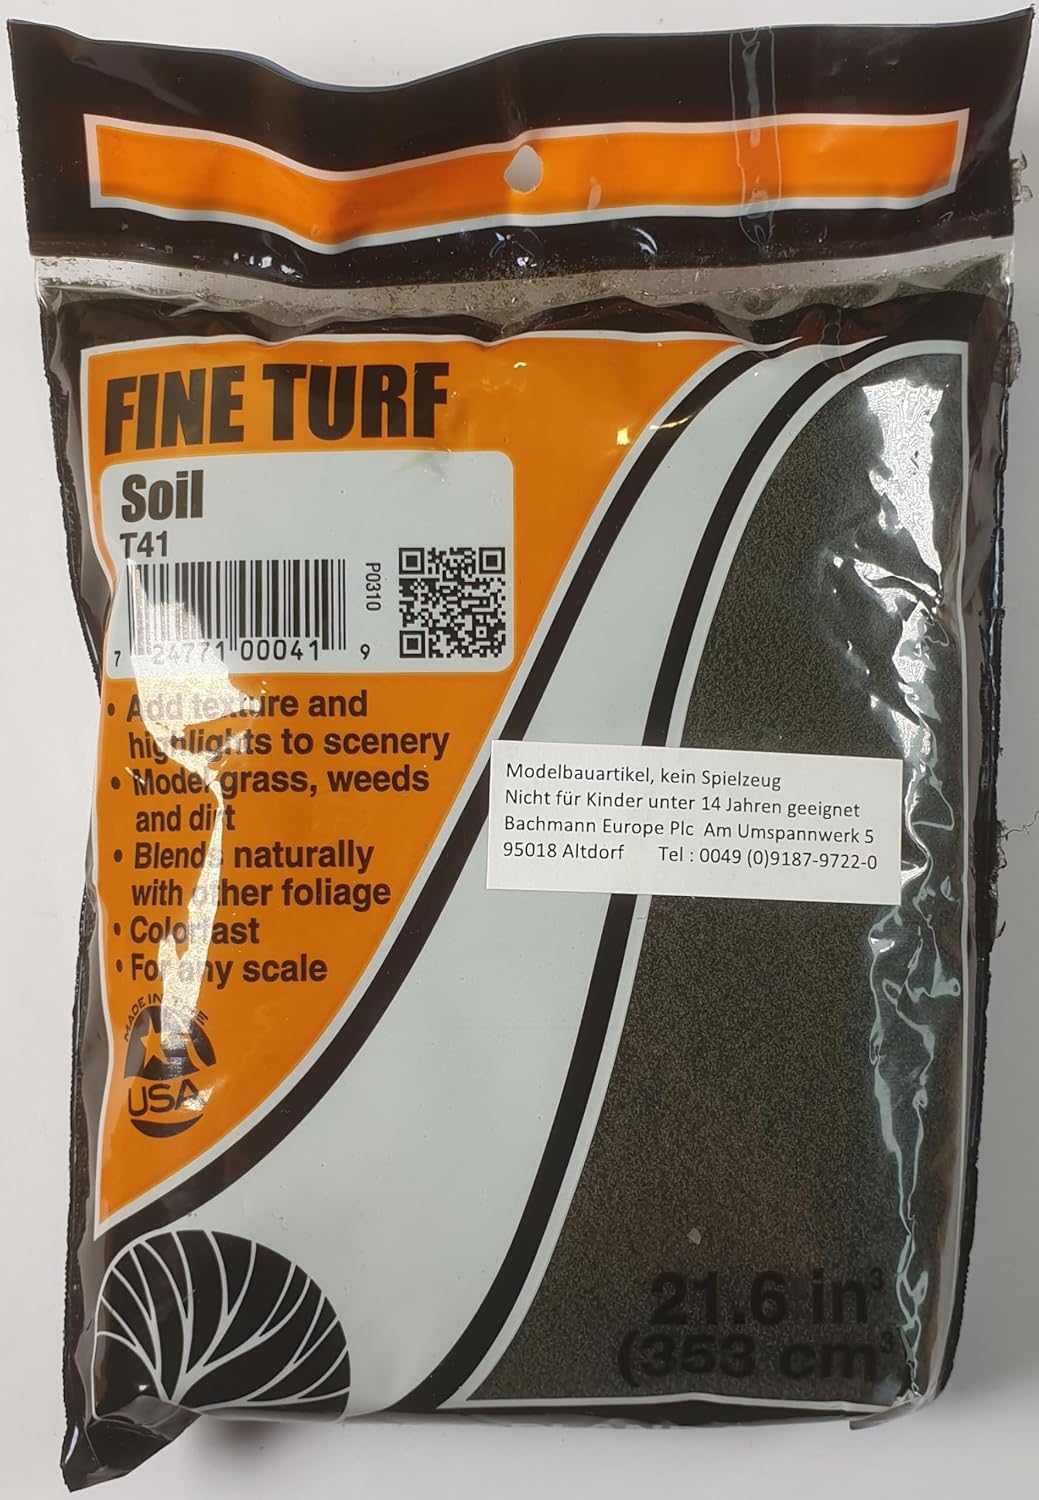 FINE TURF
Soil
T41
P0310
7 24771 00041 9
• Add texture and
highlights to scenery
• Model grass, weeds
and dirt
• Blends naturally
with other foliage
• Colorfast
• For any scale
MADE IN THE
USA
Modelbauartikel, kein Spielzeug
Nicht für Kinder unter 14 Jahren geeignet
Bachmann Europe Plc Am Umspannwerk 5
95018 Altdorf Tel : 0049 (0)9187-9722-0
21.6 in³
(353 cm³)